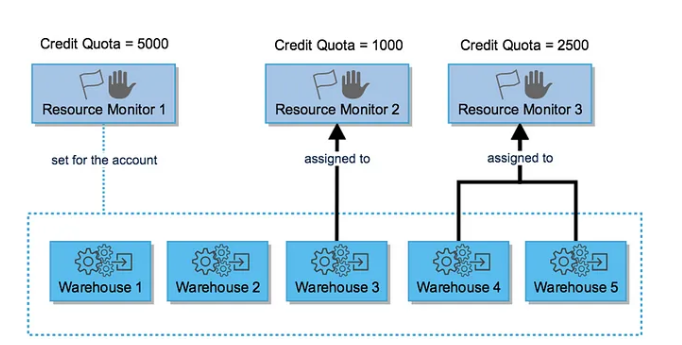 Credit Quota = 5000
Credit Quota = 1000
Credit Quota = 2500
Resource Monitor 1
Resource Monitor 2
Resource Monitor 3
set for the account
assigned to
assigned to
Warehouse 1
Warehouse 2
Warehouse 3
Warehouse 4
Warehouse 5